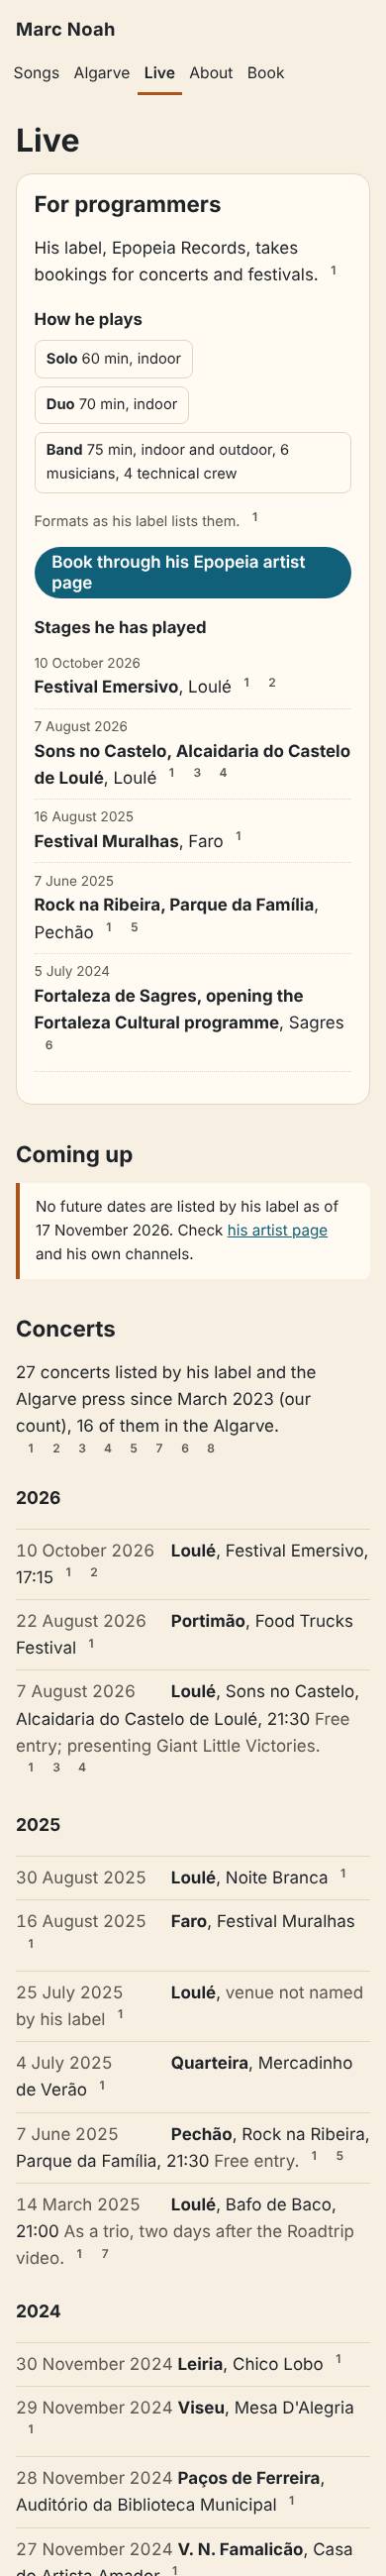 Marc Noah
Songs Algarve Live About Book
Live
For programmers
His label, Epopeia Records, takes
bookings for concerts and festivals. 1
How he plays
Solo 60 min, indoor
Duo 70 min, indoor
Band 75 min, indoor and outdoor, 6
musicians, 4 technical crew
Formats as his label lists them. 1
Book through his Epopeia artist
page
Stages he has played
10 October 2026
Festival Emersivo, Loulé 1 2
7 August 2026
Sons no Castelo, Alcaidaria do Castelo
de Loulé, Loulé 1 3 4
16 August 2025
Festival Muralhas, Faro 1
7 June 2025
Rock na Ribeira, Parque da Família,
Pechão 1 5
5 July 2024
Fortaleza de Sagres, opening the
Fortaleza Cultural programme, Sagres
6
Coming up
No future dates are listed by his label as of
17 November 2026. Check his artist page
and his own channels.
Concerts
27 concerts listed by his label and the
Algarve press since March 2023 (our
count), 16 of them in the Algarve.
1 2 3 4 5 7 6 8
2026
10 October 2026 Loulé, Festival Emersivo,
17:15 1 2
22 August 2026 Portimão, Food Trucks
Festival 1
7 August 2026 Loulé, Sons no Castelo,
Alcaidaria do Castelo de Loulé, 21:30 Free
entry; presenting Giant Little Victories.
1 3 4
2025
30 August 2025 Loulé, Noite Branca 1
16 August 2025 Faro, Festival Muralhas
1
25 July 2025 Loulé, venue not named
by his label 1
4 July 2025 Quarteira, Mercadinho
de Verão 1
7 June 2025 Pechão, Rock na Ribeira,
Parque da Família, 21:30 Free entry. 1 5
14 March 2025 Loulé, Bafo de Baco,
21:00 As a trio, two days after the Roadtrip
video. 1 7
2024
30 November 2024 Leiria, Chico Lobo 1
29 November 2024 Viseu, Mesa D'Alegria
1
28 November 2024 Paços de Ferreira,
Auditório da Biblioteca Municipal 1
27 November 2024 V. N. Famalicão, Casa
do Artista Amador 1